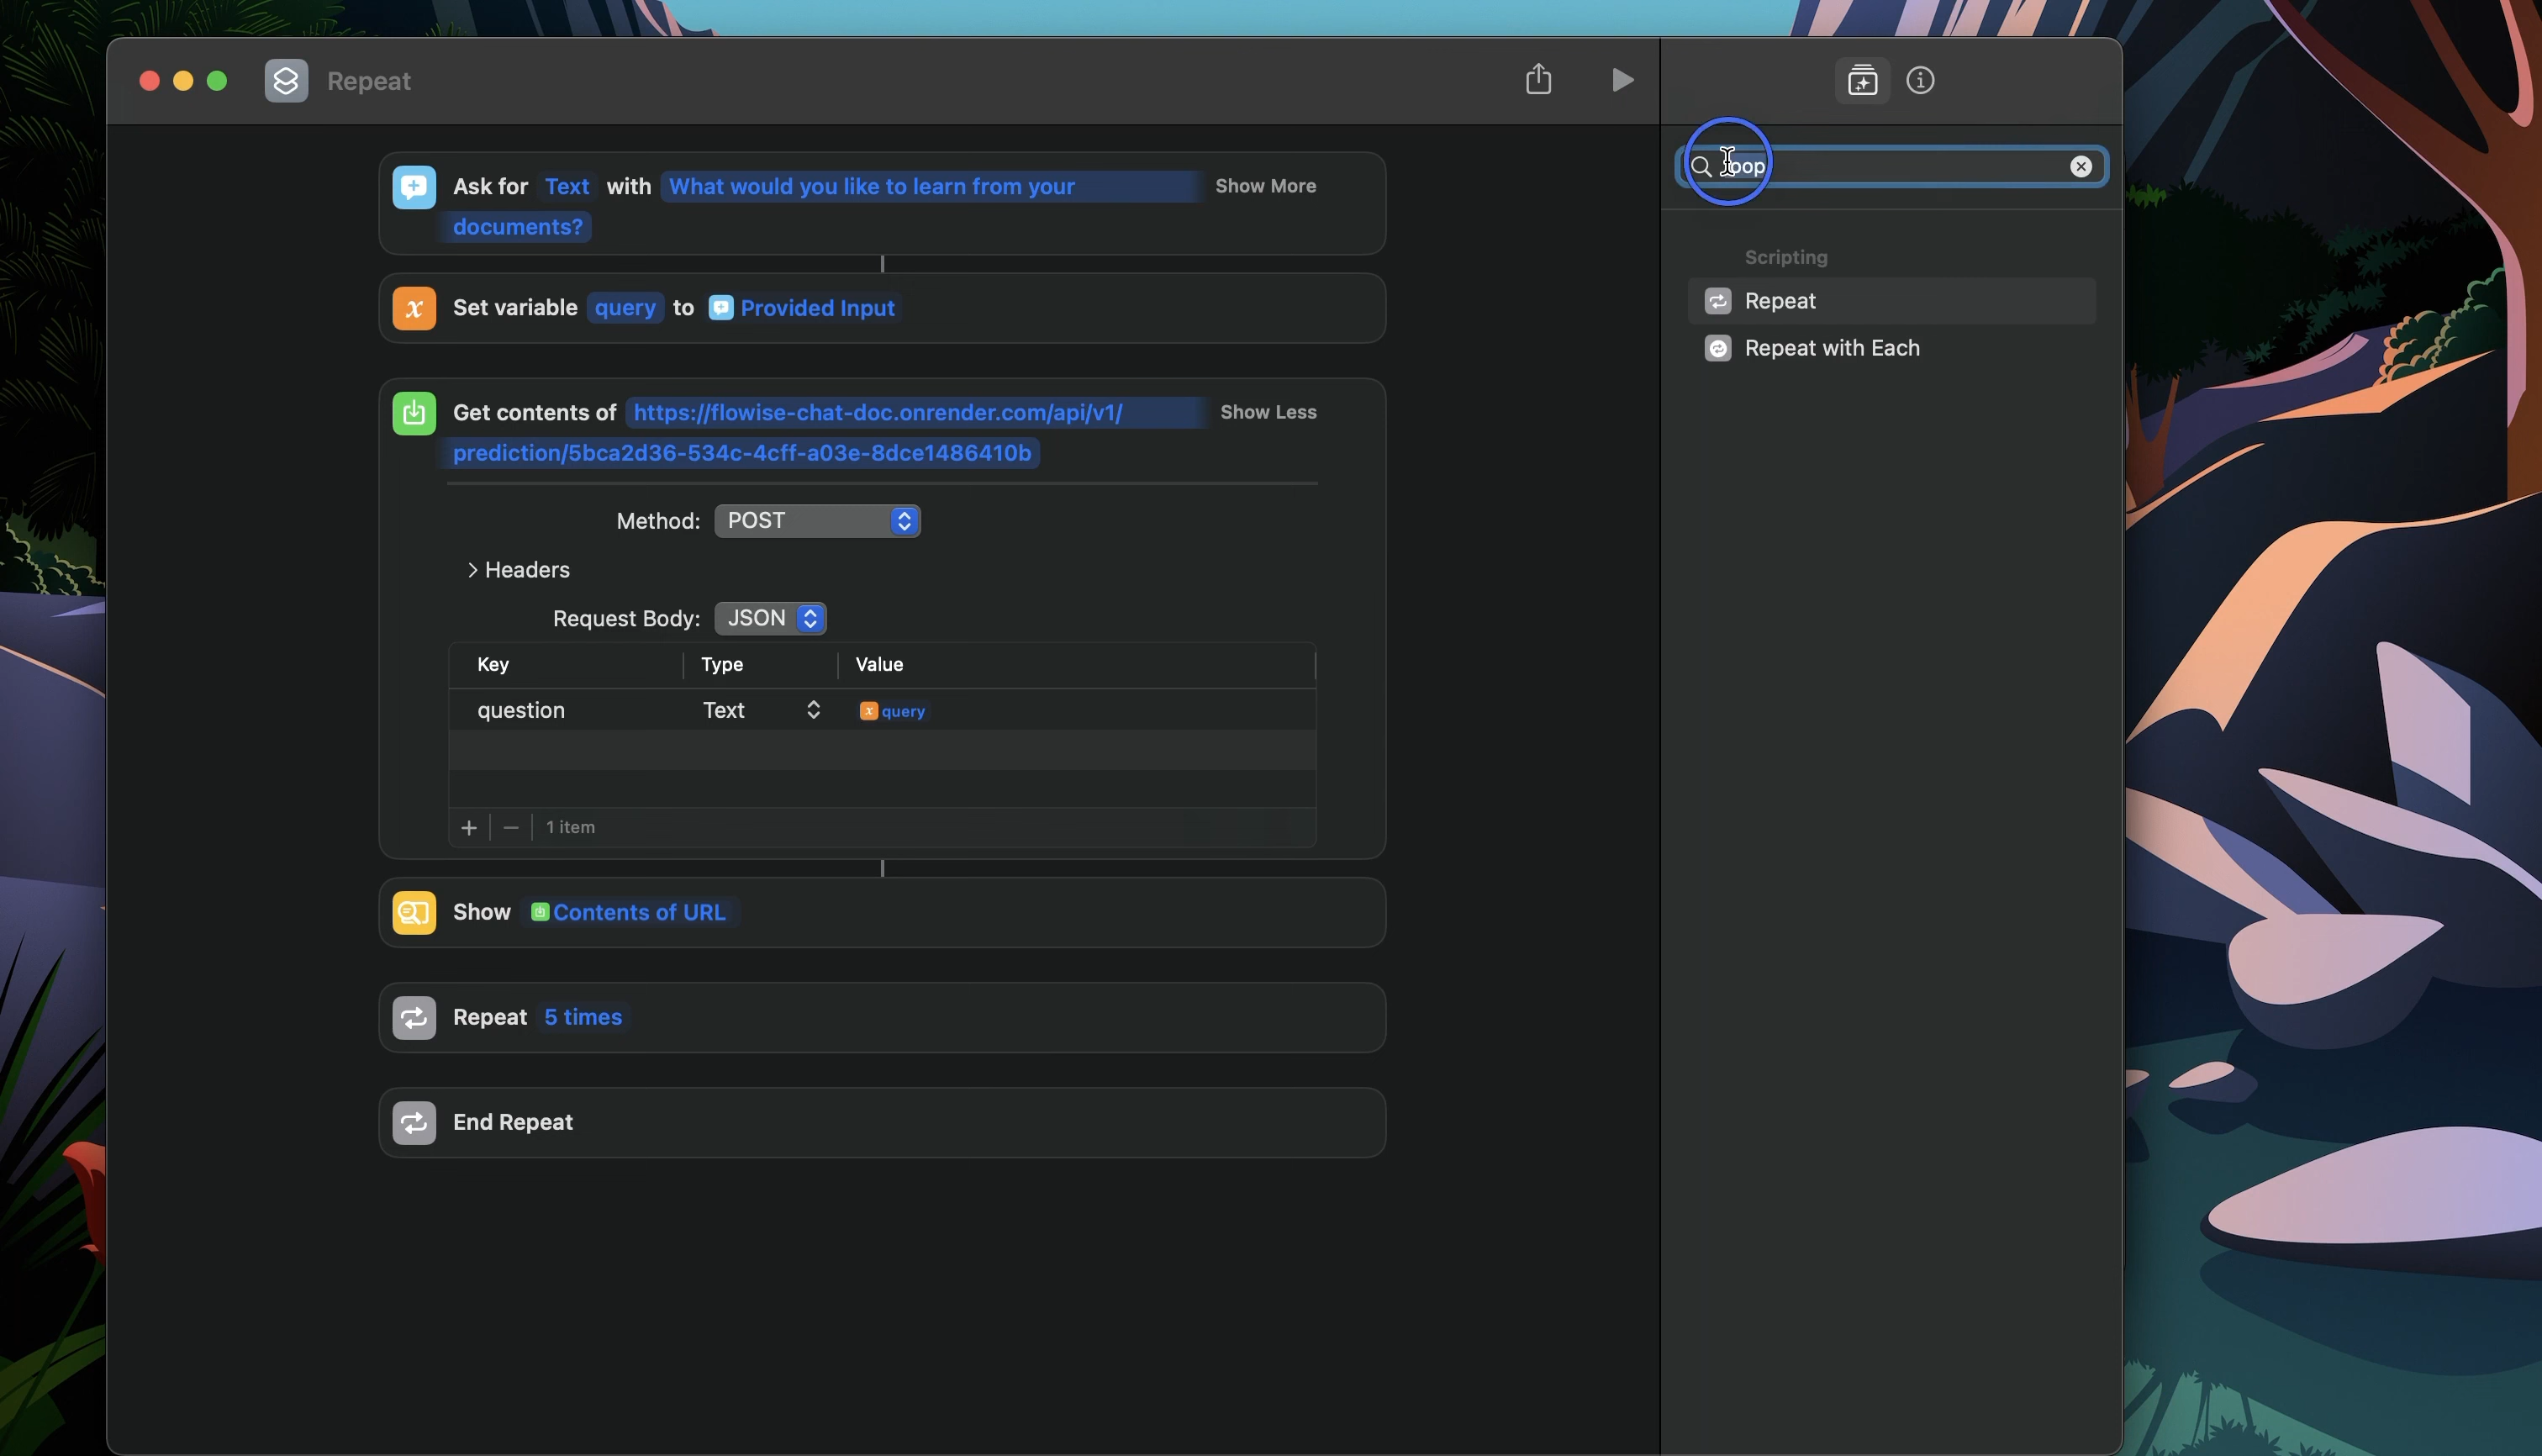 Repeat
loop
Ask for Text with What would you like to learn from your Show More
documents?
Set variable query to Provided Input
Get contents of https://flowise-chat-doc.onrender.com/api/v1/ Show Less
prediction/5bca2d36-534c-4cff-a03e-8dce1486410b
Method: POST
Headers
Request Body: JSON
Key Type Value
question Text x query
1 item
Show Contents of URL
Repeat 5 times
End Repeat
Scripting
Repeat
Repeat with Each